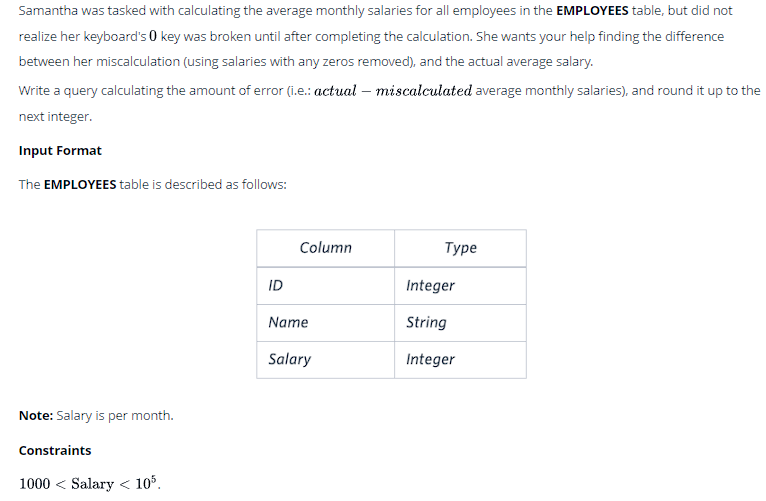 Samantha was tasked with calculating the average monthly salaries for all employees in the EMPLOYEES table, but did not
realize her keyboard's 0 key was broken until after completing the calculation. She wants your help finding the difference
between her miscalculation (using salaries with any zeros removed), and the actual average salary.
Write a query calculating the amount of error (i.e.: actual − miscalculated average monthly salaries), and round it up to the
next integer.
Input Format
The EMPLOYEES table is described as follows:
Column Type
ID Integer
Name String
Salary Integer
Note: Salary is per month.
Constraints
1000 < Salary < 10⁵.